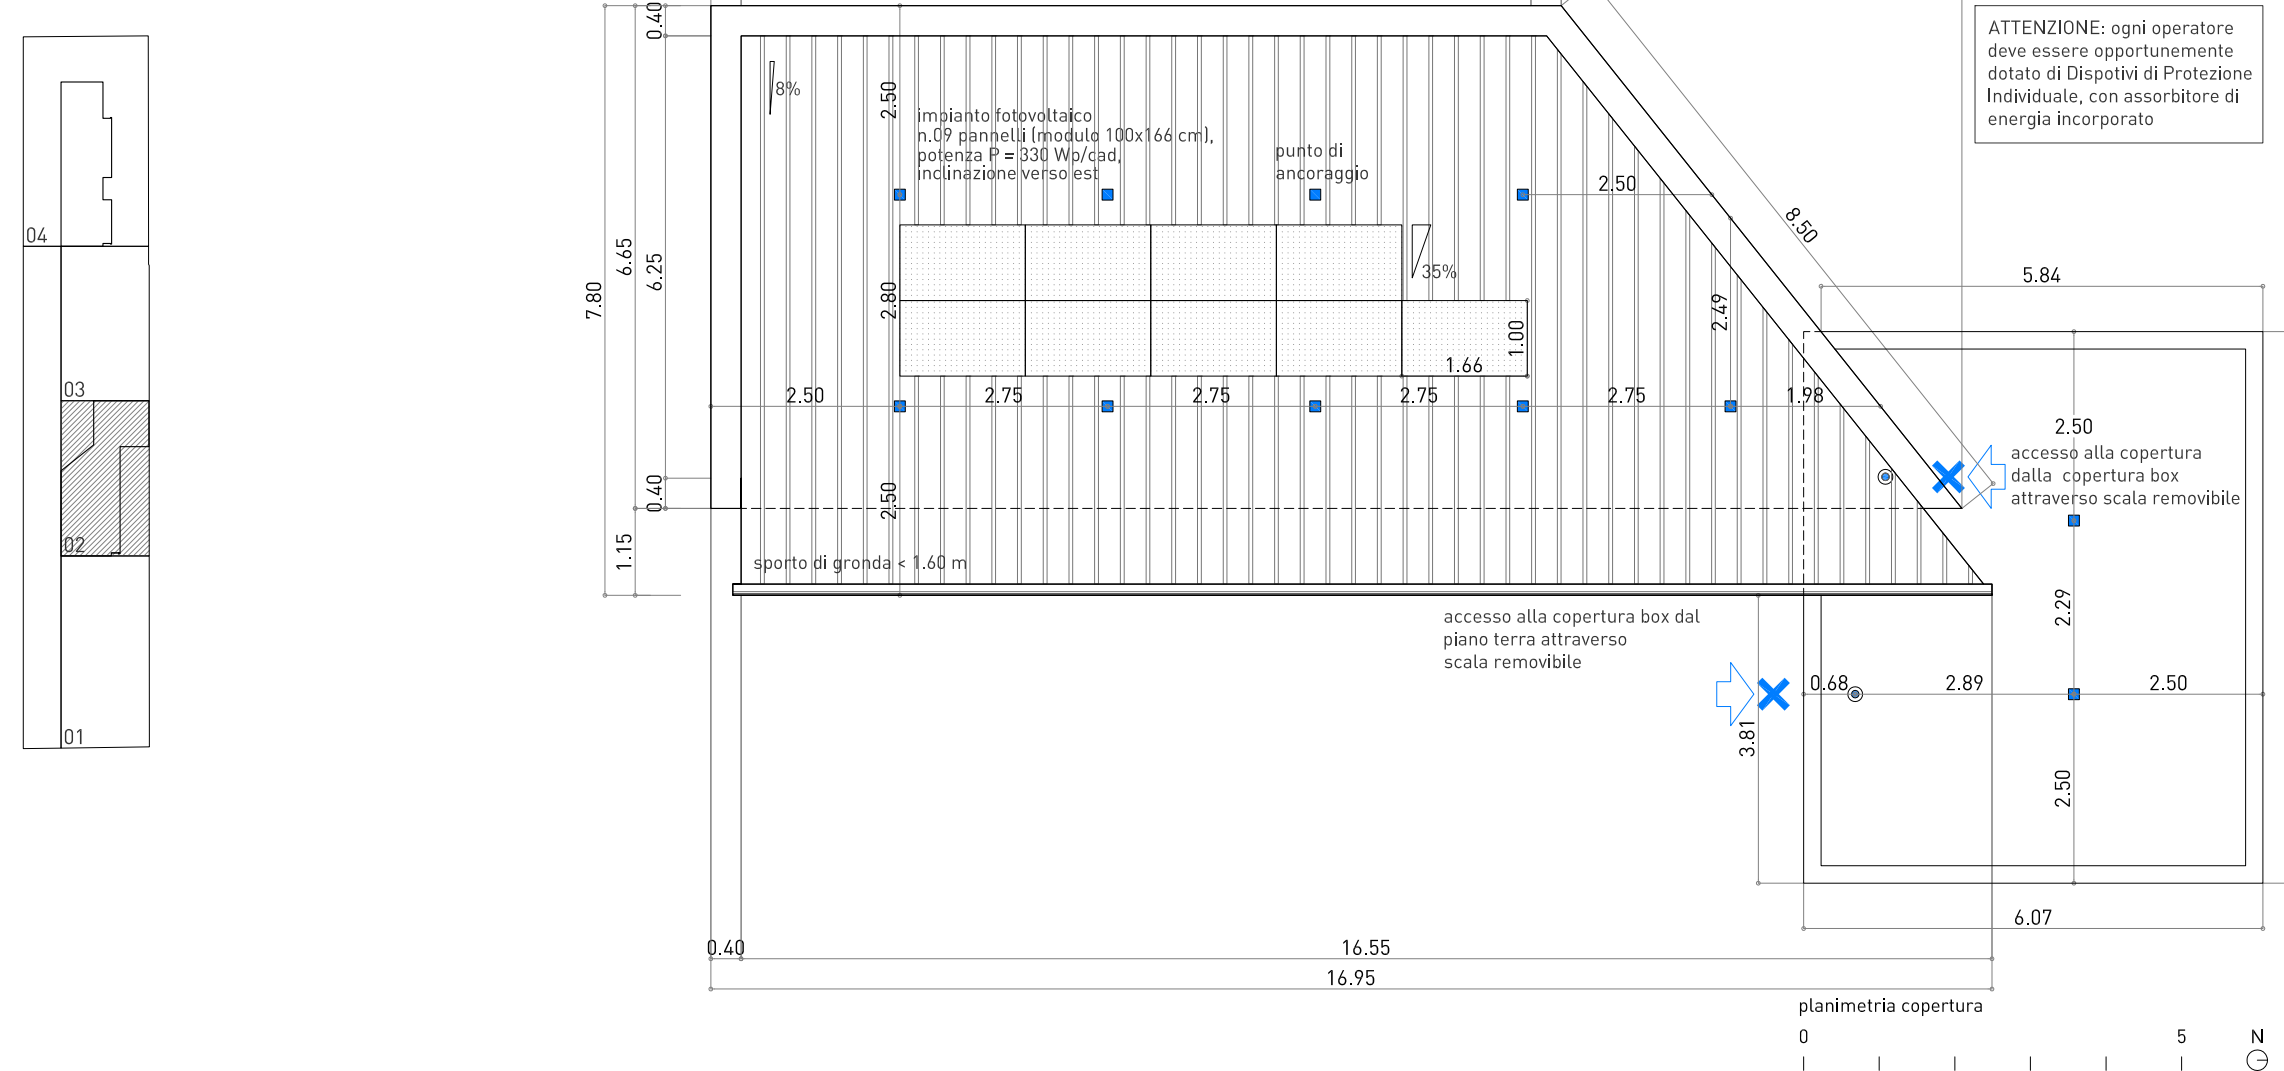 04
03
02
01
0.40
6.65
6.25
7.80
0.40
1.15
8%
2.50
impianto fotovoltaico
n.09 pannelli (modulo 100x166 cm),
potenza P = 330 Wp/cad,
inclinazione verso est
punto di
ancoraggio
2.50
8.50
35%
2.80
2.49
1.00
1.66
2.50
2.75
2.75
2.75
2.75
1.98
2.50
sporto di gronda < 1.60 m
ATTENZIONE: ogni operatore
deve essere opportunemente
dotato di Dispotivi di Protezione
Individuale, con assorbitore di
energia incorporato
5.84
2.50
accesso alla copertura
dalla copertura box
attraverso scala removibile
2.29
accesso alla copertura box dal
piano terra attraverso
scala removibile
0.68
2.89
2.50
3.81
2.50
6.07
0.40
16.55
16.95
planimetria copertura
0
5
N